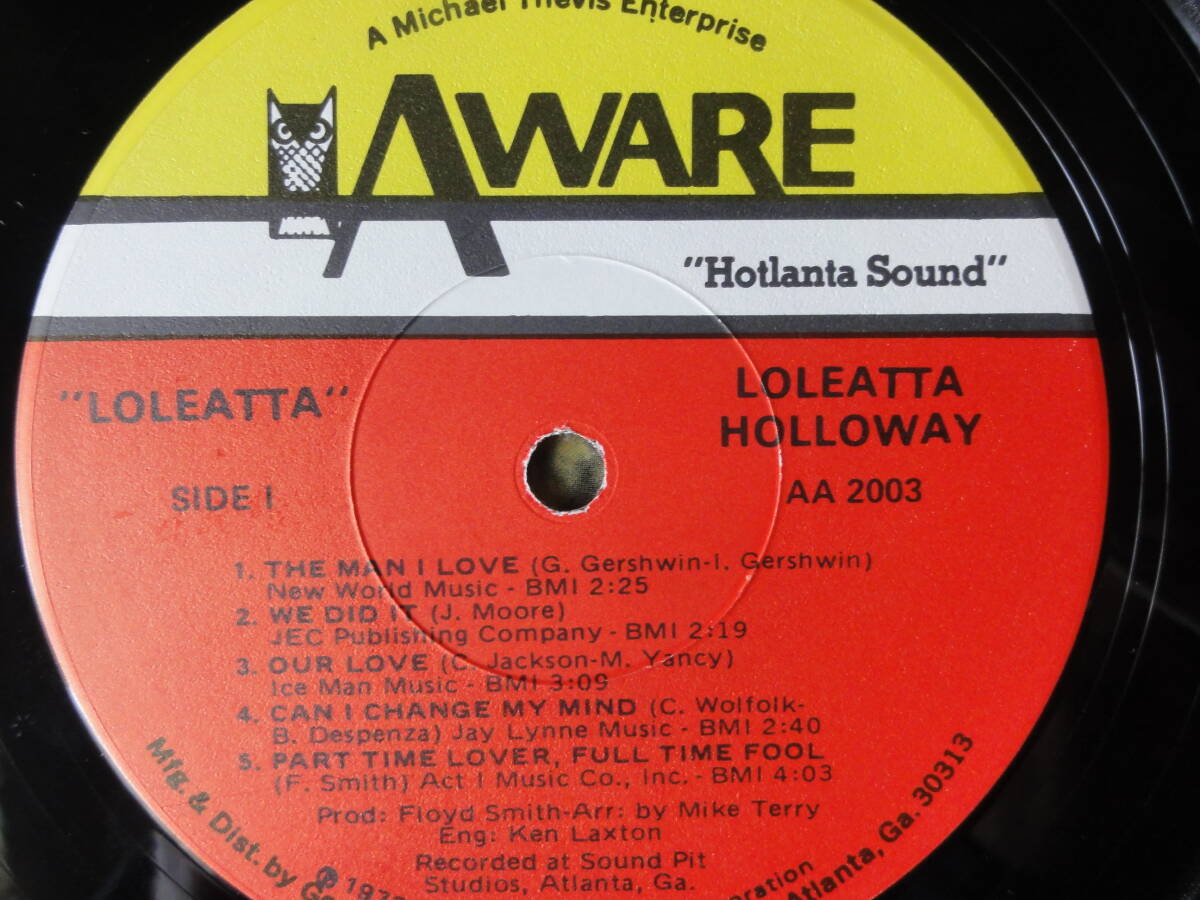 A Michael Thevis Enterprise
AWARE
"Hotlanta Sound"
"LOLEATTA"
LOLEATTA
HOLLOWAY
SIDE I
AA 2003
1. THE MAN I LOVE (G. Gershwin-I. Gershwin)
New World Music - BMI 2:25
2. WE DID IT (J. Moore)
JEC Publishing Company - BMI 2:19
3. OUR LOVE (C. Jackson-M. Yancy)
Ice Man Music - BMI 3:09
4. CAN I CHANGE MY MIND (C. Wolfolk-
B. Despenza) Jay Lynne Music - BMI 2:40
5. PART TIME LOVER, FULL TIME FOOL
(F. Smith) Act I Music Co., Inc. - BMI 4:03
Prod: Floyd Smith-Arr: by Mike Terry
Eng: Ken Laxton
Recorded at Sound Pit
Studios, Atlanta, Ga.
Mfg. & Dist. by
Atlanta, Ga. 30313